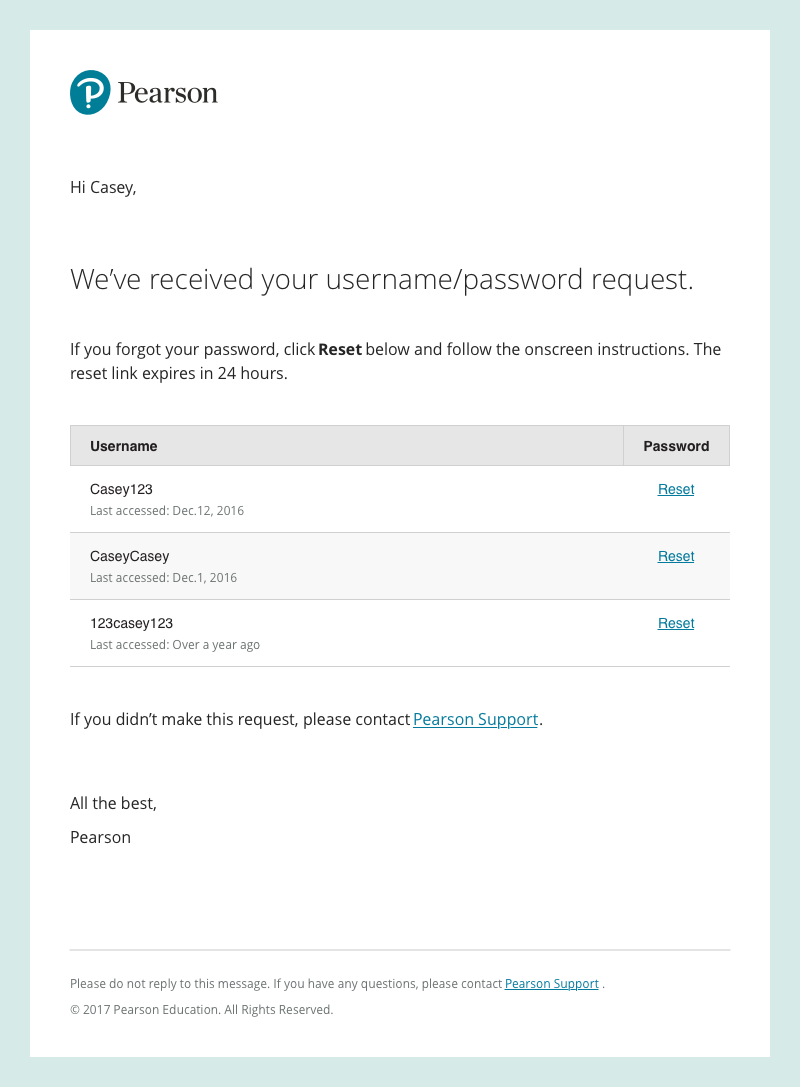 Pearson
Hi Casey,
We’ve received your username/password request.
If you forgot your password, click Reset below and follow the onscreen instructions. The
reset link expires in 24 hours.
Username Password
Casey123 Reset
Last accessed: Dec.12, 2016
CaseyCasey Reset
Last accessed: Dec.1, 2016
123casey123 Reset
Last accessed: Over a year ago
If you didn’t make this request, please contact Pearson Support.
All the best,
Pearson
Please do not reply to this message. If you have any questions, please contact Pearson Support .
© 2017 Pearson Education. All Rights Reserved.